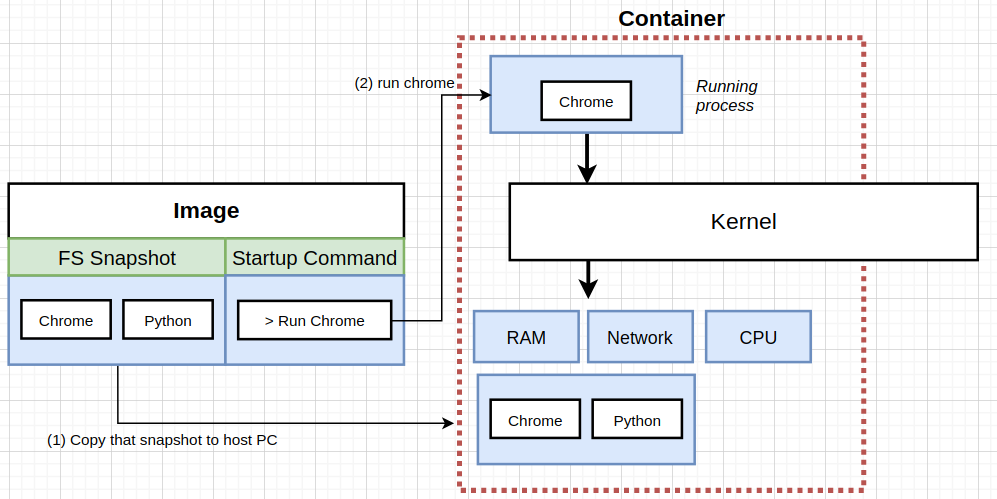 Container
(2) run chrome
Chrome
Running
process
Image
Kernel
FS Snapshot
Startup Command
Chrome
Python
> Run Chrome
RAM
Network
CPU
Chrome
Python
(1) Copy that snapshot to host PC